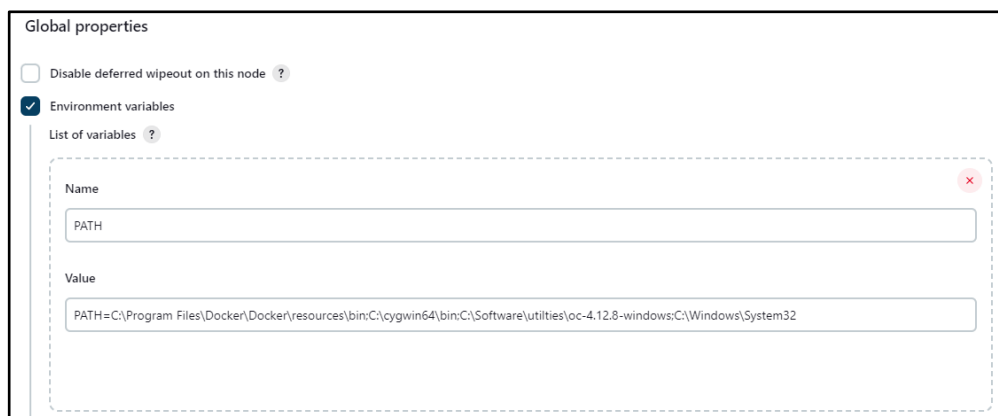 Global properties
Disable deferred wipeout on this node ?
Environment variables
List of variables ?
Name
PATH
Value
PATH=C:\Program Files\Docker\Docker\resources\bin;C:\cygwin64\bin;C:\Software\utilties\oc-4.12.8-windows;C:\Windows\System32